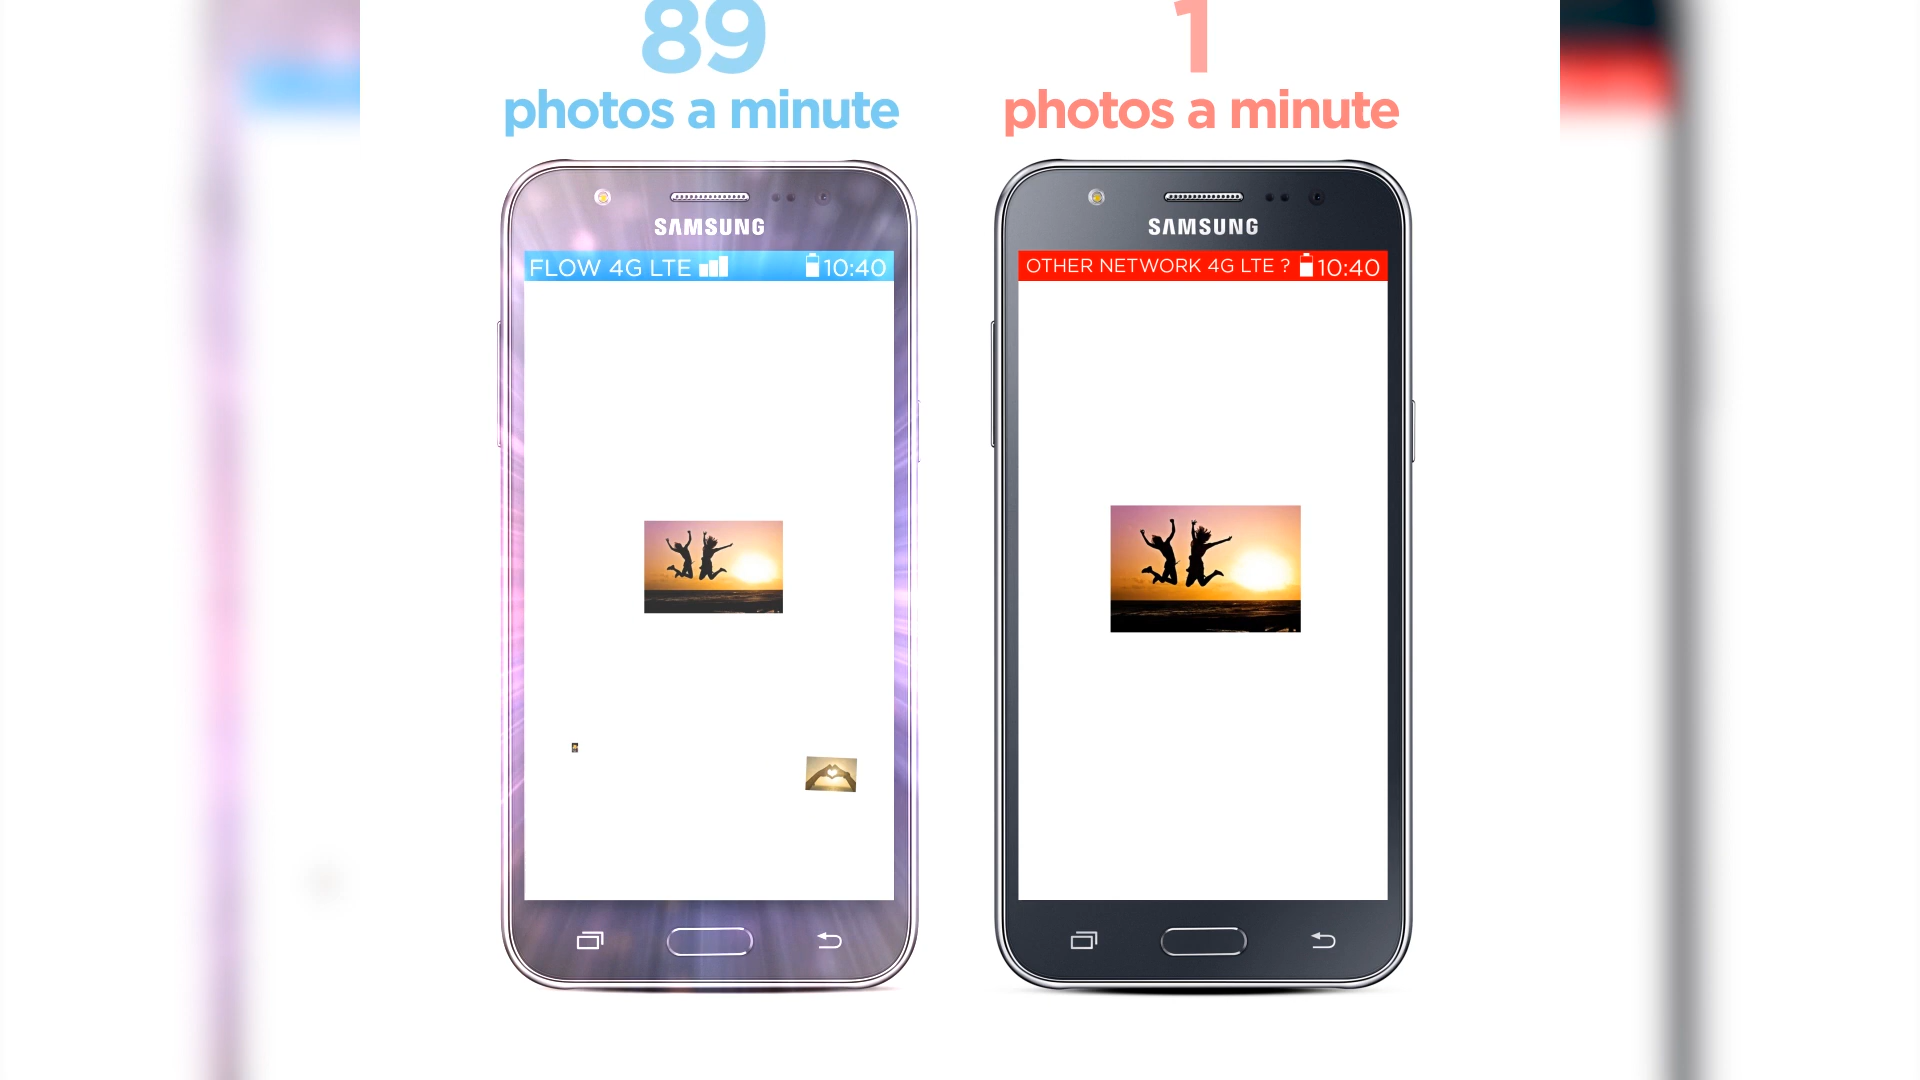 89
photos a minute
1
photos a minute
SAMSUNG
FLOW 4G LTE 10:40
SAMSUNG
OTHER NETWORK 4G LTE ? 10:40